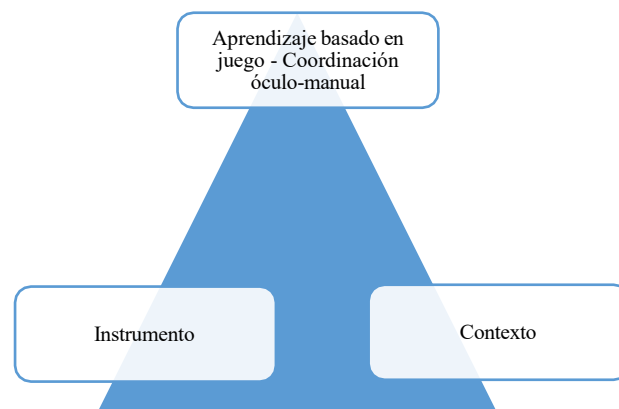 Aprendizaje basado en
juego - Coordinación
óculo-manual
Instrumento
Contexto